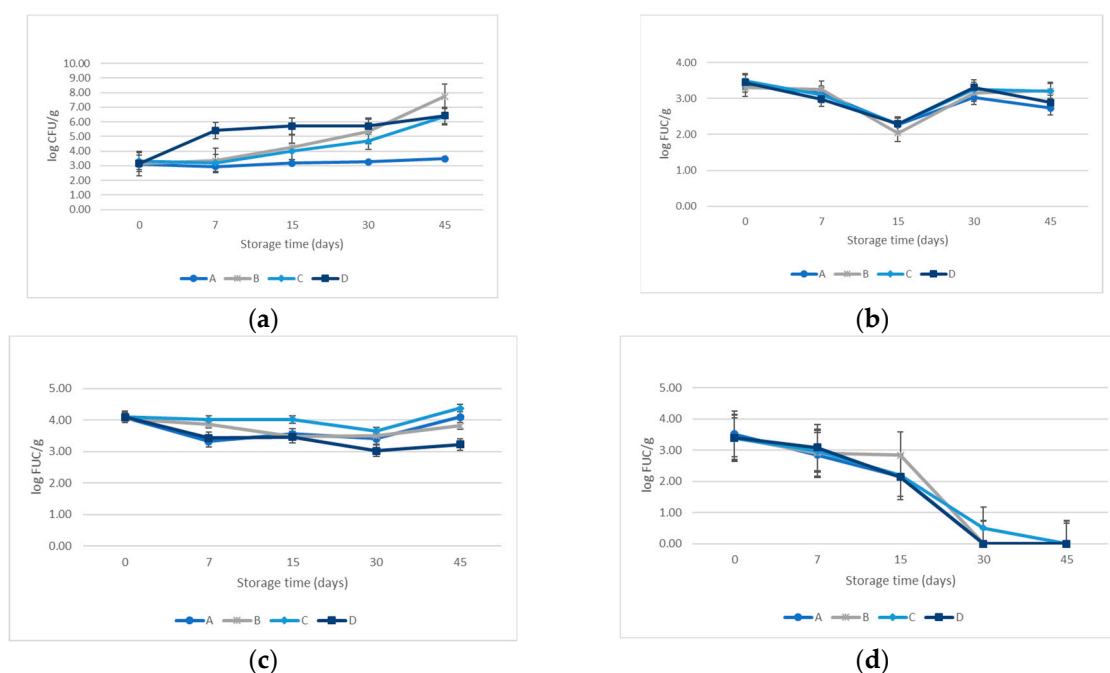 10.00
9.00
8.00
7.00
6.00
5.00
4.00
3.00
2.00
1.00
0.00
log CFU/g
0 7 15 30 45
Storage time (days)
A B C D
(a)
4.00
3.00
2.00
1.00
0.00
log FUC/g
0 7 15 30 45
Storage time (days)
A B C D
(b)
5.00
4.00
3.00
2.00
1.00
0.00
log FUC/g
0 7 15 30 45
Storage time (days)
A B C D
(c)
5.00
4.00
3.00
2.00
1.00
0.00
log FUC/g
0 7 15 30 45
Storage time (days)
A B C D
(d)